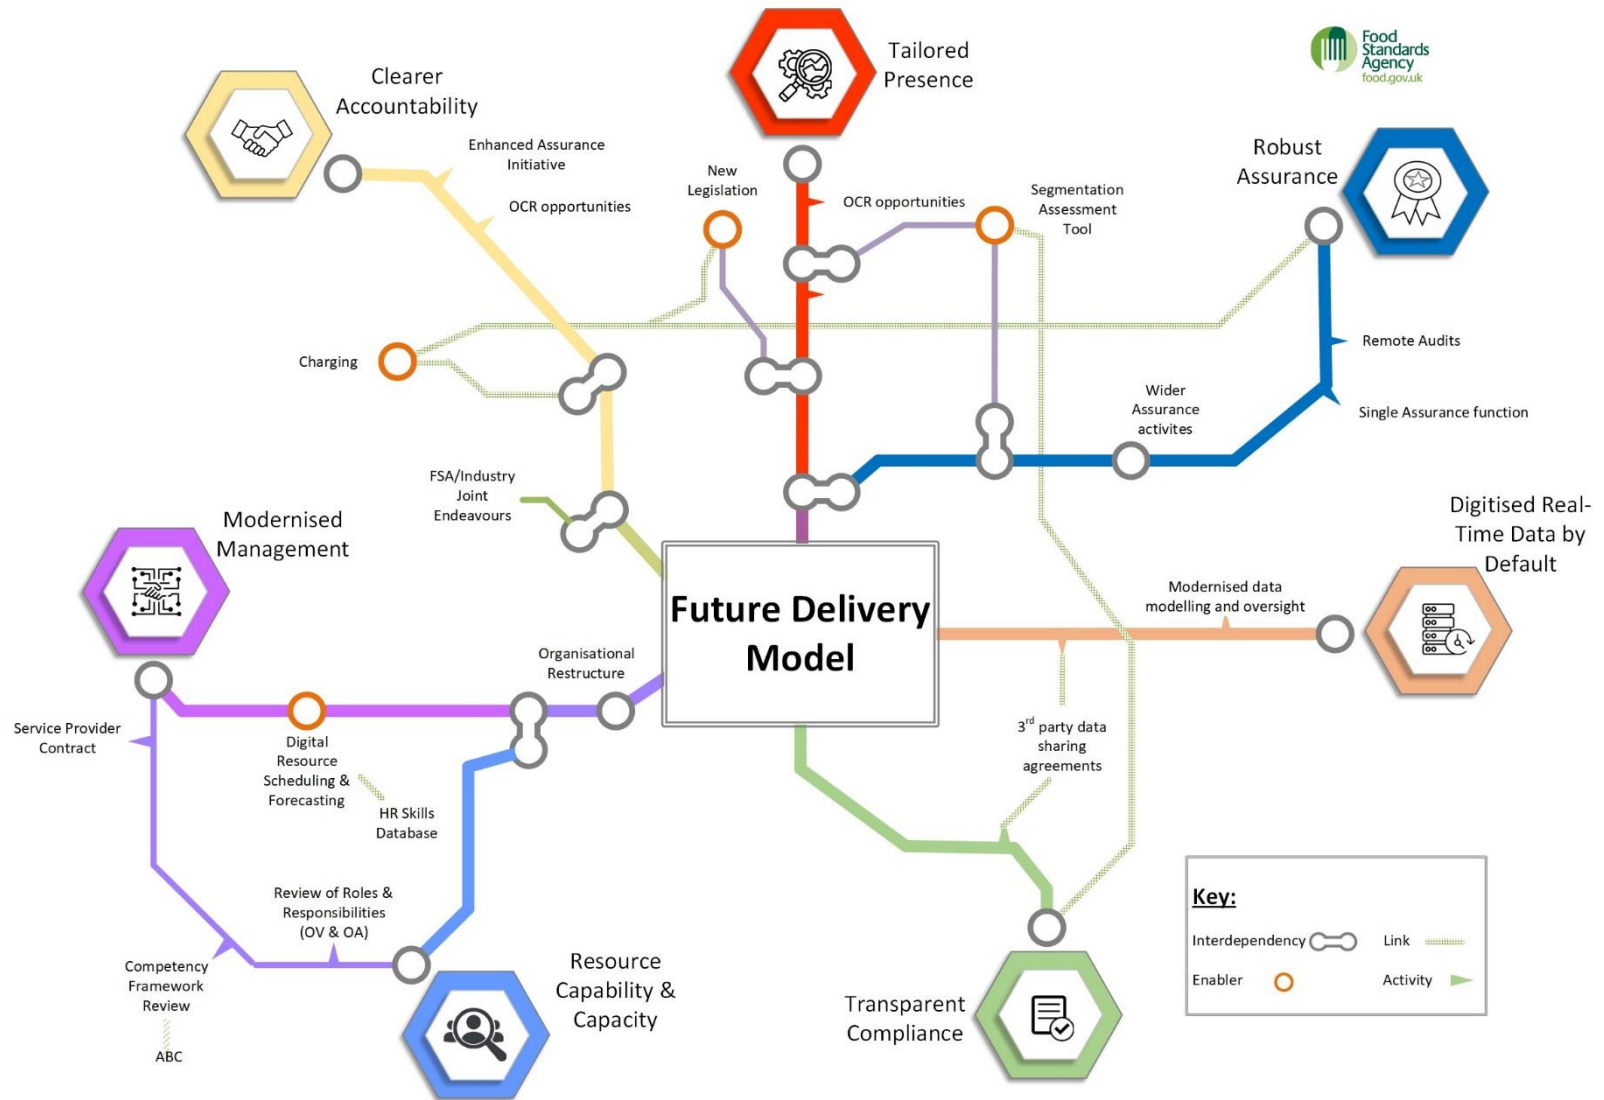 Clearer
Accountability
Tailored
Presence
Food
Standards
Agency
food.gov.uk
Robust
Assurance
Enhanced Assurance
Initiative
OCR opportunities
New
Legislation
OCR opportunities
Segmentation
Assessment
Tool
Charging
Remote Audits
Single Assurance function
Wider
Assurance
activites
FSA/Industry
Joint
Endeavours
Modernised
Management
Digitised Real-
Time Data by
Default
Future Delivery
Model
Modernised data
modelling and oversight
Organisational
Restructure
Service Provider
Contract
Digital
Resource
Scheduling &
Forecasting
HR Skills
Database
3rd party data
sharing
agreements
Review of Roles &
Responsibilities
(OV & OA)
Competency
Framework
Review
ABC
Resource
Capability &
Capacity
Transparent
Compliance
Key:
Interdependency
Link
Enabler
Activity